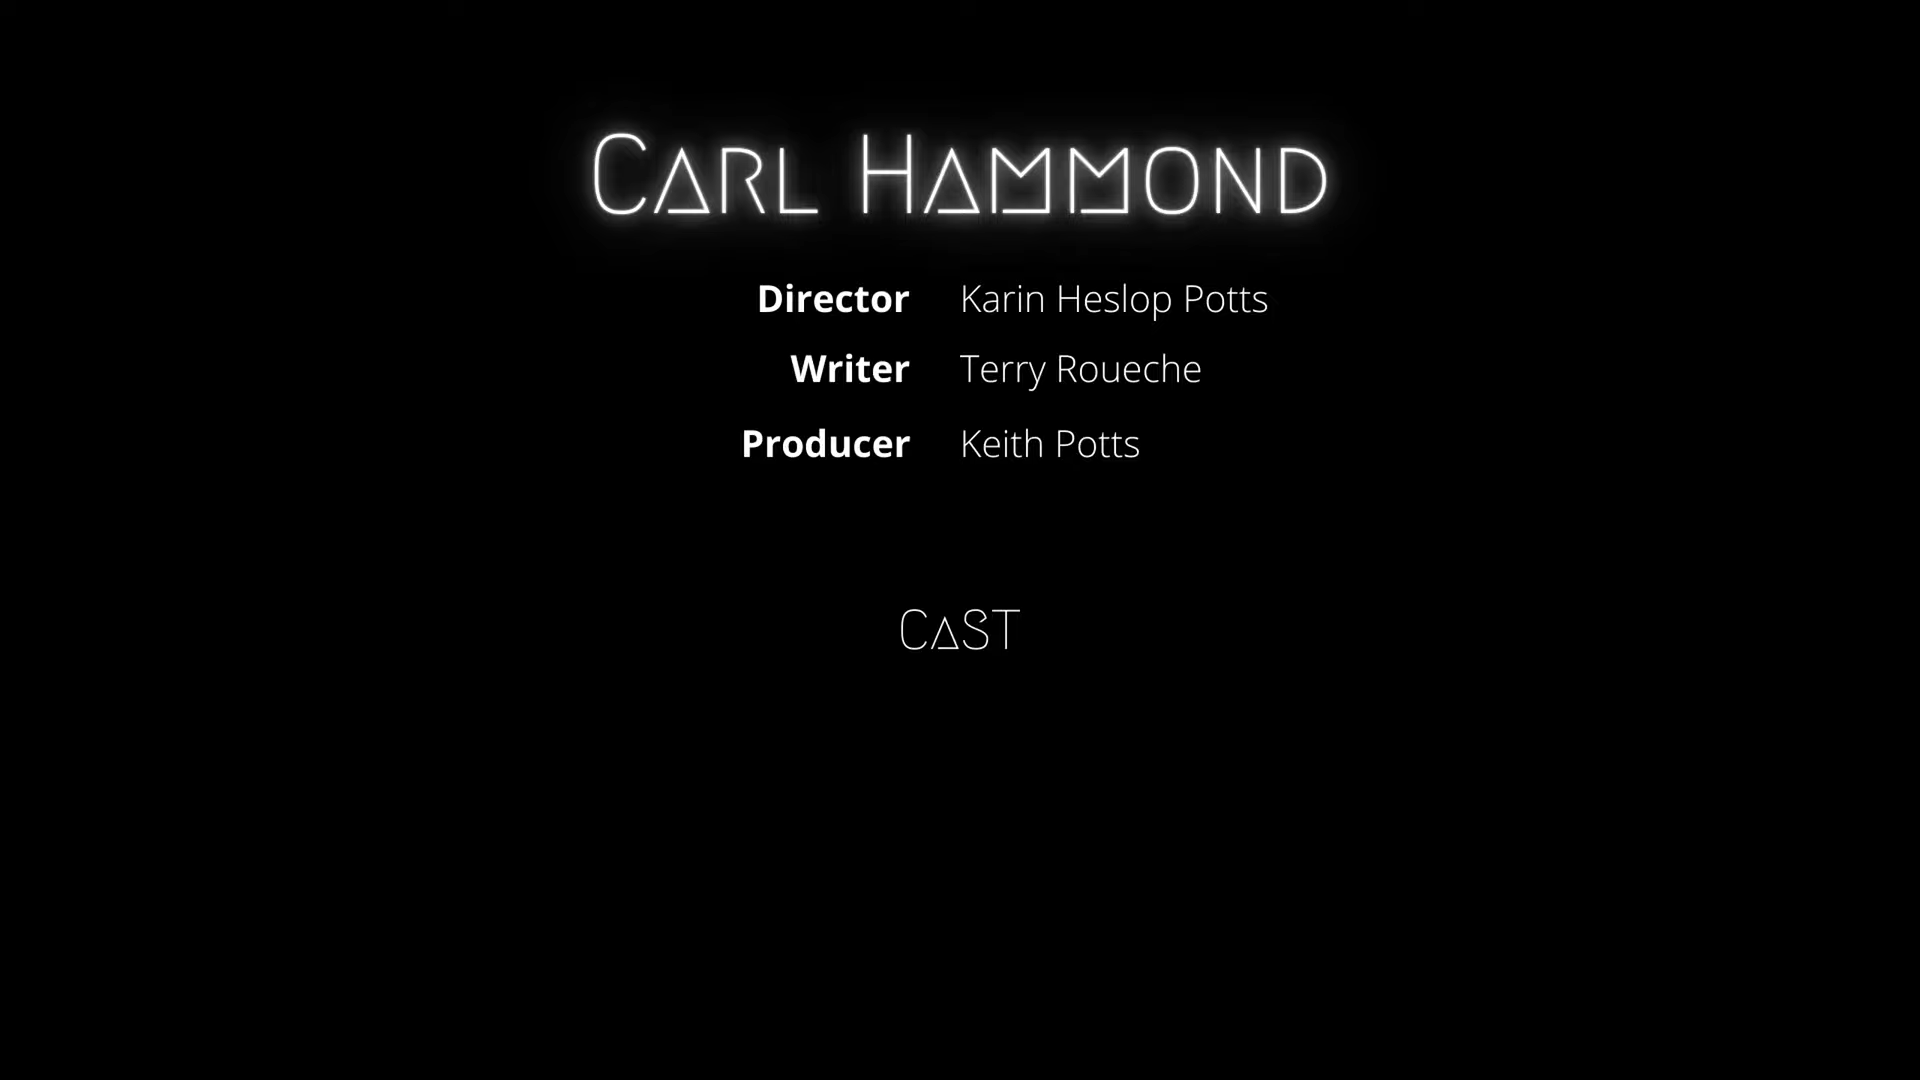 Carl Hammond
Director Karin Heslop Potts
Writer Terry Roueche
Producer Keith Potts
Cast